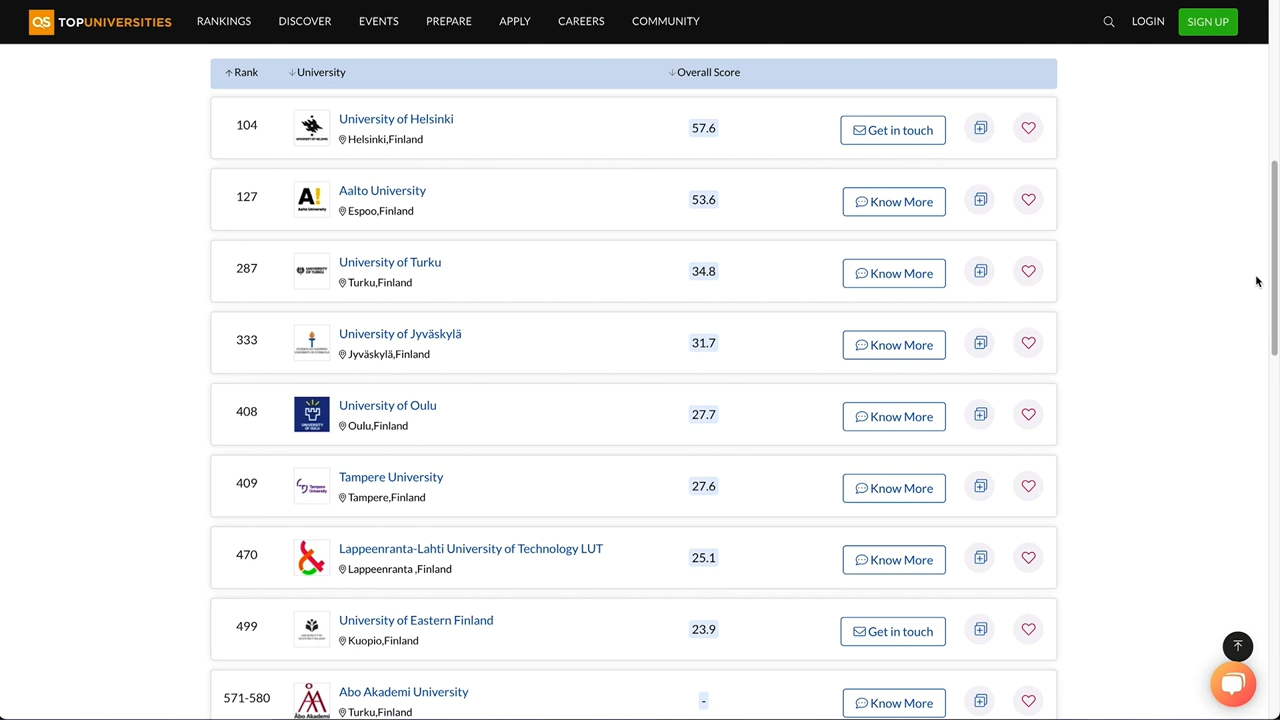 QS TOPUNIVERSITIES RANKINGS DISCOVER EVENTS PREPARE APPLY CAREERS COMMUNITY LOGIN SIGN UP
Rank University Overall Score
104 University of Helsinki 57.6 Get in touch
Helsinki,Finland
127 Aalto University 53.6 Know More
Espoo,Finland
287 University of Turku 34.8 Know More
Turku,Finland
333 University of Jyväskylä 31.7 Know More
Jyväskylä,Finland
408 University of Oulu 27.7 Know More
Oulu,Finland
409 Tampere University 27.6 Know More
Tampere,Finland
470 Lappeenranta-Lahti University of Technology LUT 25.1 Know More
Lappeenranta ,Finland
499 University of Eastern Finland 23.9 Get in touch
Kuopio,Finland
571-580 Abo Akademi University - Know More
Turku,Finland